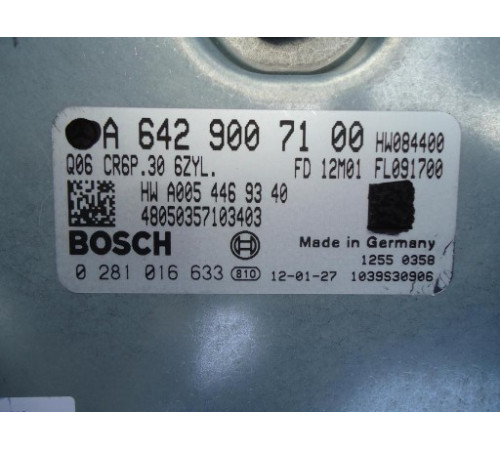 A 642 900 71 00 HW084400
Q06 CR6P.30 6ZYL. FD 12M01 FL091700
HW A005 446 93 40
48050357103403
BOSCH Made in Germany
1255 0358
0 281 016 633 810 12-01-27 1039S30906